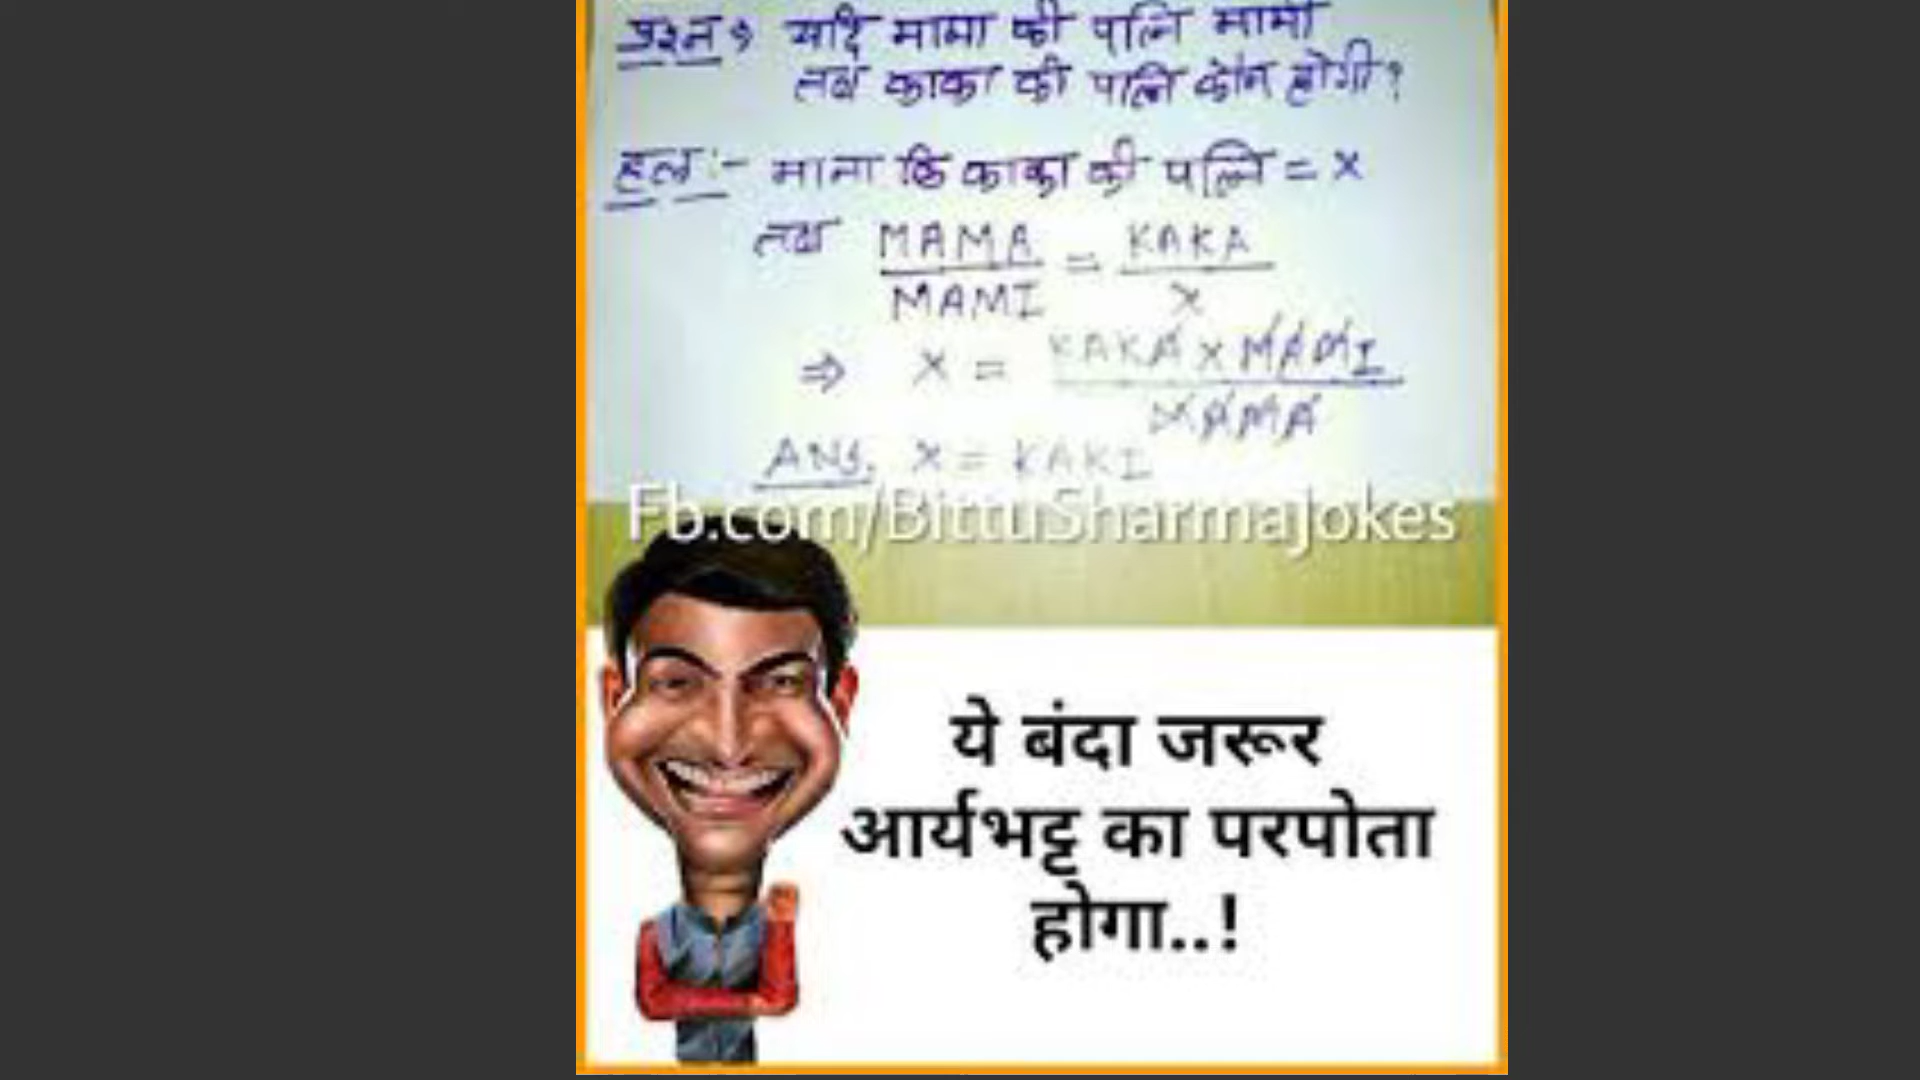 प्रश्न → यदि मामा की पत्नि मामी
तब काका की पत्नि कौन होगी?
हल:- माना कि काका की पत्नि = x
तब MAMA / MAMI = KAKA / x
⇒ x = KAKA x MAMI / MAMA
ANS. x = KAKI
Fb.com/BittuSharmaJokes
ये बंदा जरूर
आर्यभट्ट का परपोता
होगा..!